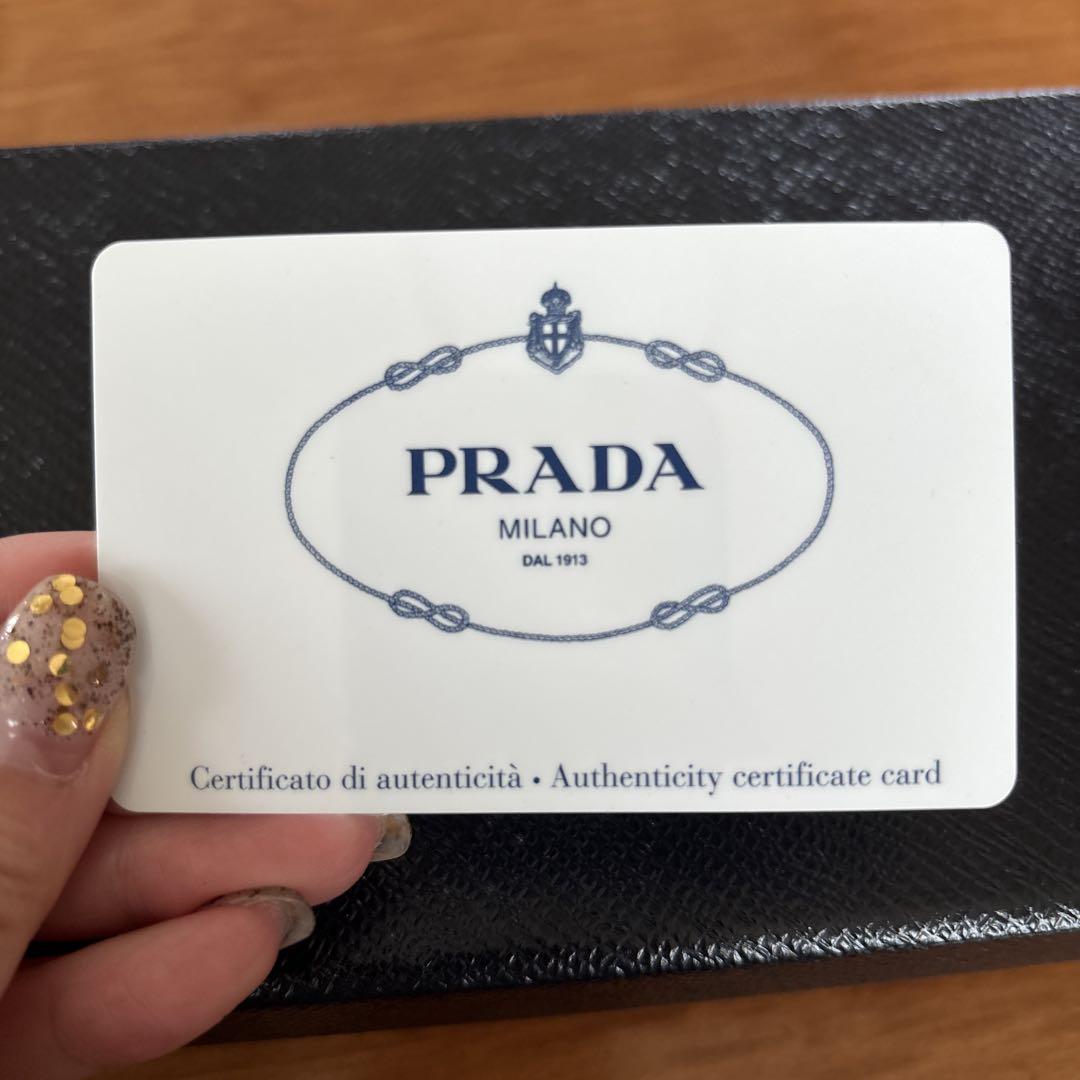 PRADA
MILANO
DAL 1913
Certificato di autenticità • Authenticity certificate card